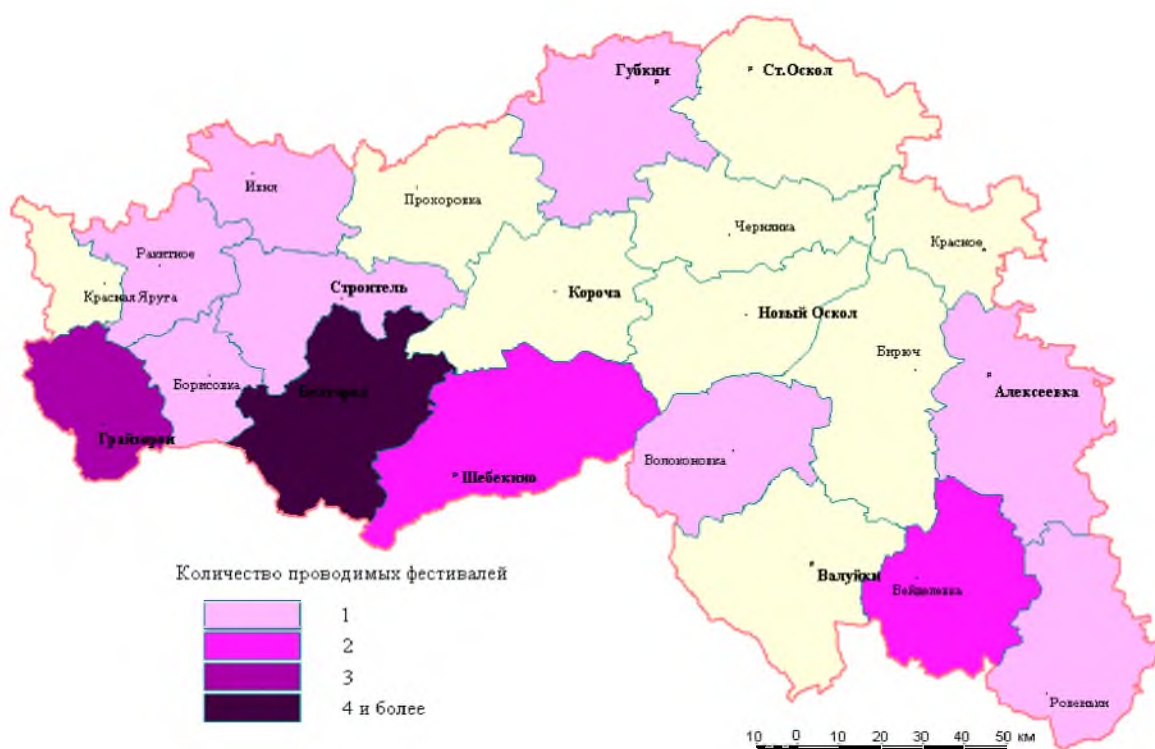 Губкин
Ст.Оскол
Ивня
Прохоровка
Чернянка
Красное
Ракитное
Красная Яруга
Строитель
Короча
Новый Оскол
Бирюч
Борисовка
Белгород
Алексеевка
Грайворон
Волоконовка
Шебекино
Валуйки
Вейделевка
Ровеньки
Количество проводимых фестивалей
1
2
3
4 и более
10 0 10 20 30 40 50 км